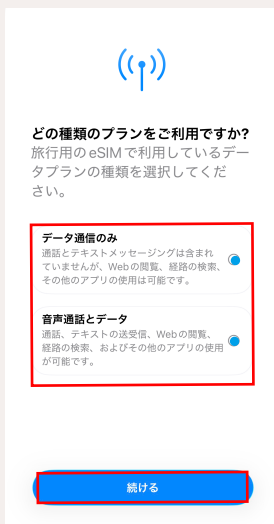 どの種類のプランをご利用ですか?
旅行用のeSIMで利用しているデー
タプランの種類を選択してくだ
さい。
データ通信のみ
通話とテキストメッセージングは含まれ
ていませんが、Webの閲覧、経路の検索、
その他のアプリの使用は可能です。
音声通話とデータ
通話、テキストの送受信、Webの閲覧、
経路の検索、およびその他のアプリの使用
が可能です。
続ける